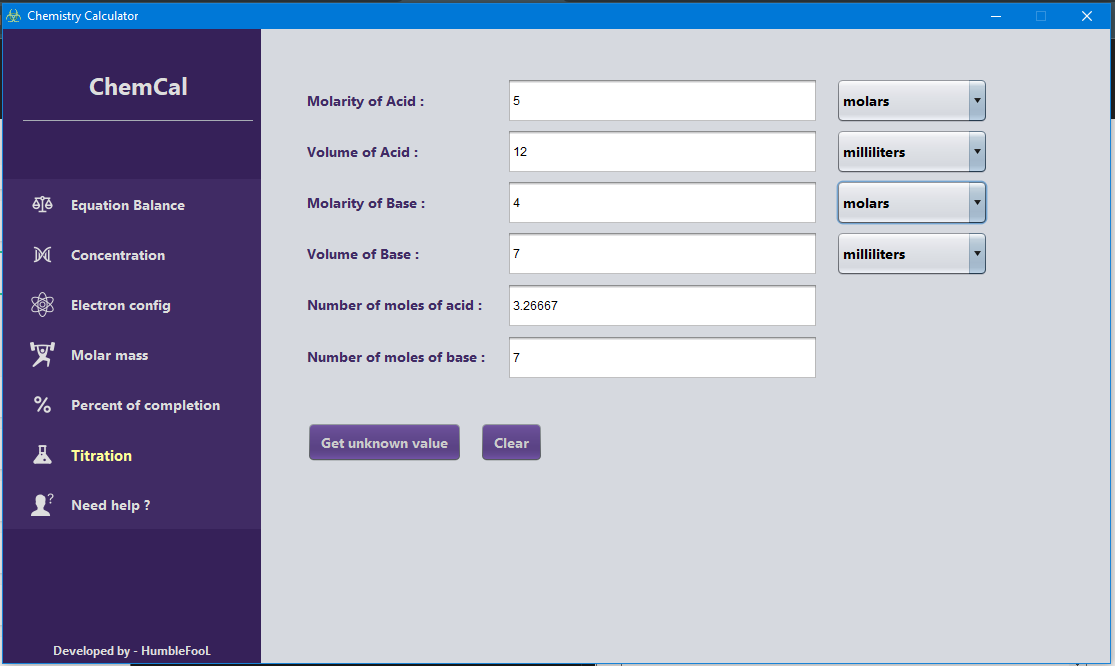 Chemistry Calculator
ChemCal
Equation Balance
Concentration
Electron config
Molar mass
Percent of completion
Titration
Need help ?
Developed by - HumbleFooL
Molarity of Acid : 5 molars
Volume of Acid : 12 milliliters
Molarity of Base : 4 molars
Volume of Base : 7 milliliters
Number of moles of acid : 3.26667
Number of moles of base : 7
Get unknown value Clear